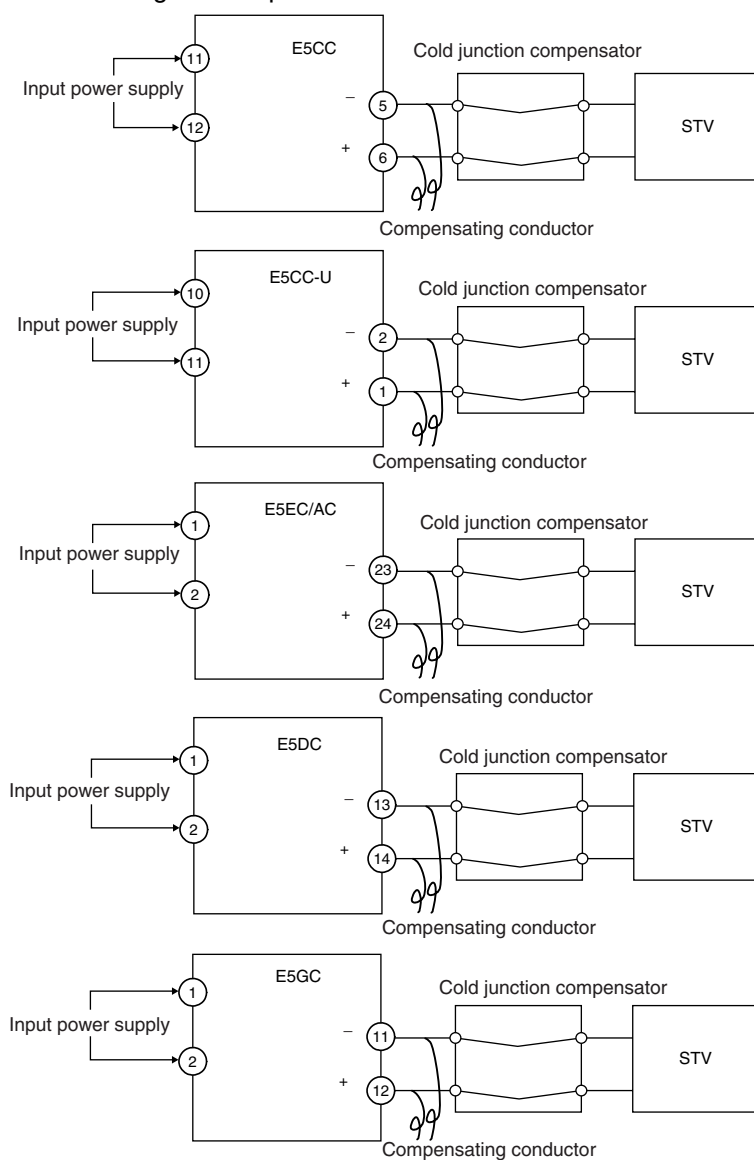 E5CC
Cold junction compensator
11
Input power supply
12
−
5
+
6
STV
Compensating conductor
E5CC-U
Cold junction compensator
10
Input power supply
11
−
2
+
1
STV
Compensating conductor
E5EC/AC
Cold junction compensator
1
Input power supply
2
−
23
+
24
STV
Compensating conductor
E5DC
Cold junction compensator
1
Input power supply
2
−
13
+
14
STV
Compensating conductor
E5GC
Cold junction compensator
1
Input power supply
2
−
11
+
12
STV
Compensating conductor